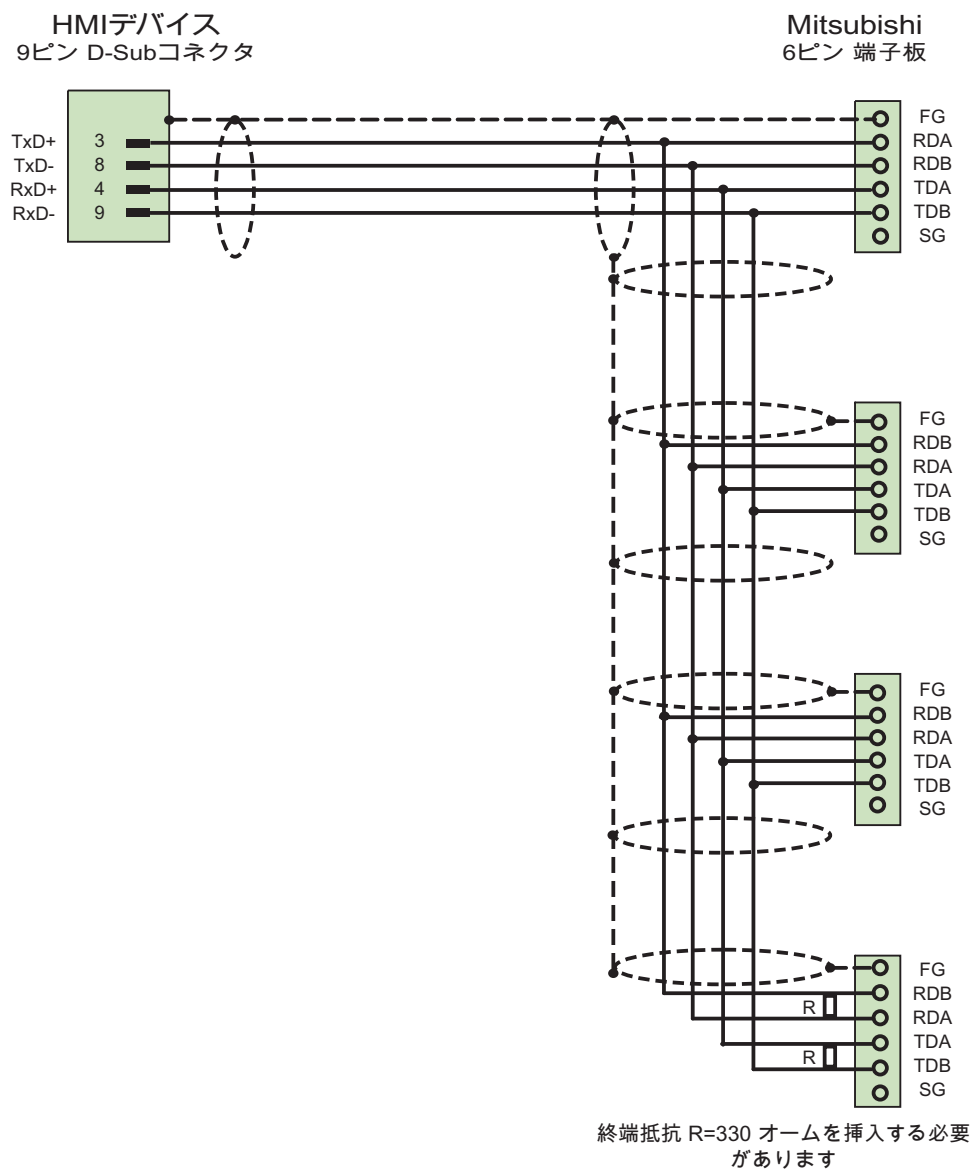 HMIデバイス
9ピン D-Subコネクタ
Mitsubishi
6ピン 端子板
TxD+ 3
TxD- 8
RxD+ 4
RxD- 9
FG
RDA
RDB
TDA
TDB
SG
FG
RDB
RDA
TDA
TDB
SG
FG
RDB
RDA
TDA
TDB
SG
FG
RDB
R
RDA
TDA
R
TDB
SG
終端抵抗 R=330 オームを挿入する必要
があります